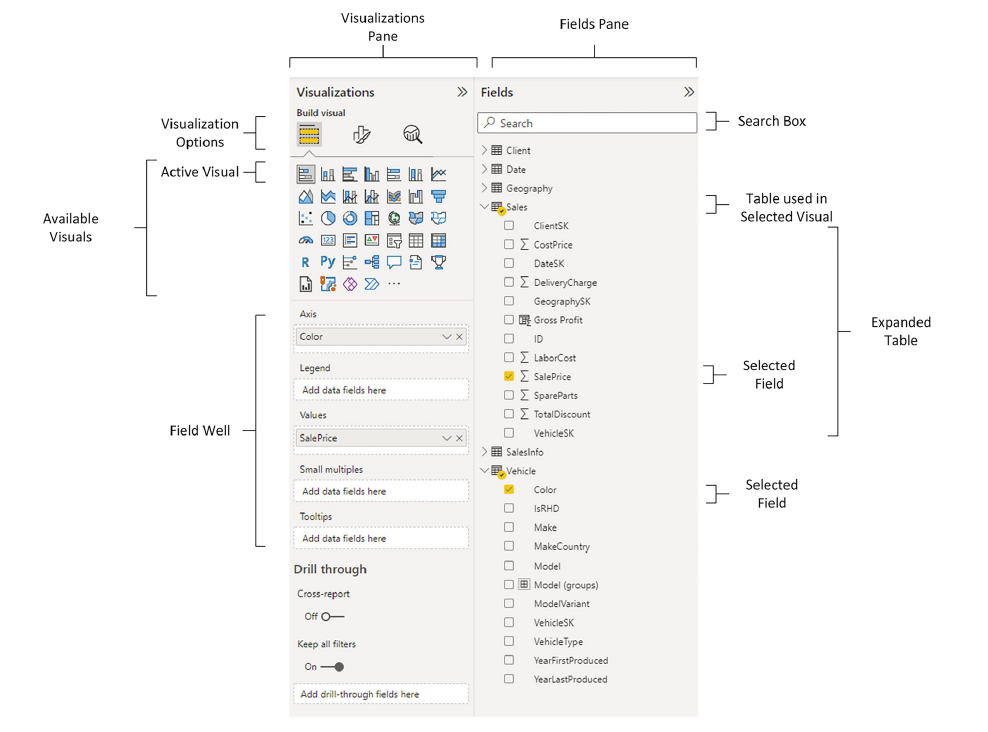 Visualizations
Pane
Fields Pane
Visualizations
Fields
Build visual
Search
Search Box
Visualization
Options
Active Visual
Available
Visuals
R
Py
123
Client
Date
Geography
Sales
Table used in
Selected Visual
ClientSK
CostPrice
DateSK
DeliveryCharge
GeographySK
Gross Profit
ID
LaborCost
SalePrice
SpareParts
TotalDiscount
VehicleSK
Expanded
Table
Selected
Field
SalesInfo
Vehicle
Color
IsRHD
Make
MakeCountry
Model
Model (groups)
ModelVariant
VehicleSK
VehicleType
YearFirstProduced
YearLastProduced
Selected
Field
Field Well
Axis
Color
Legend
Add data fields here
Values
SalePrice
Small multiples
Add data fields here
Tooltips
Add data fields here
Drill through
Cross-report
Off
Keep all filters
On
Add drill-through fields here